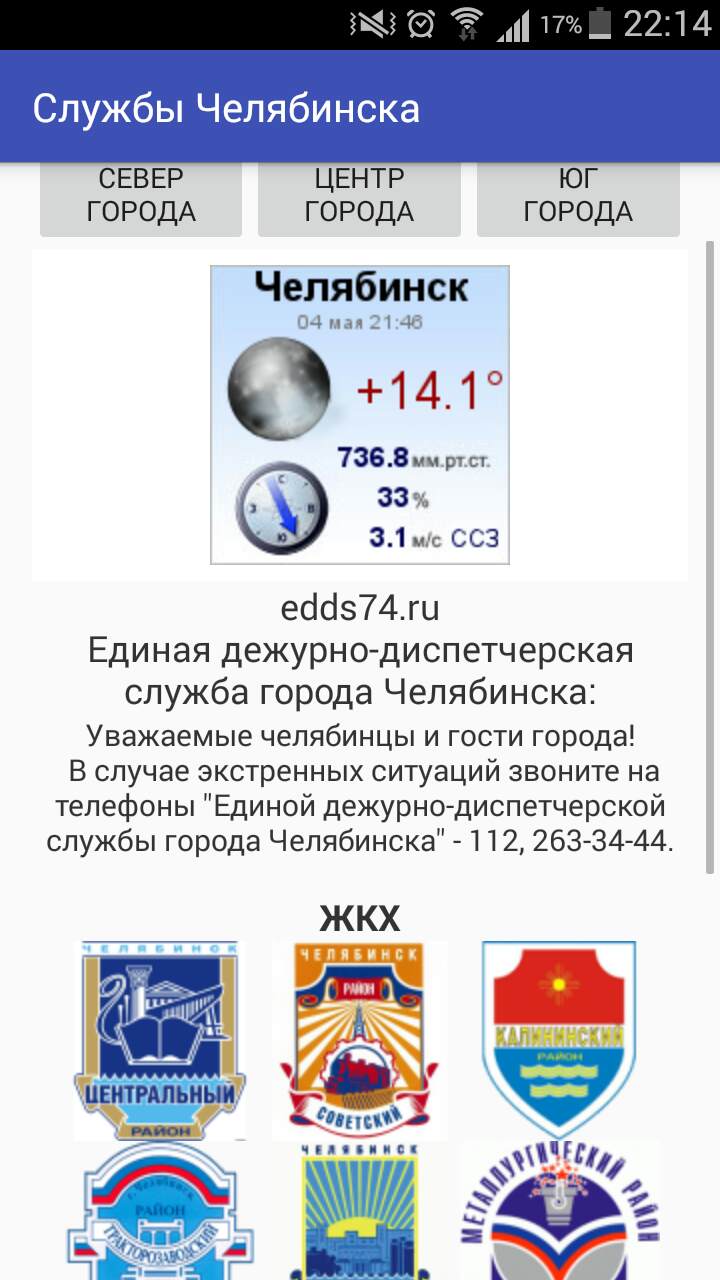 17% 22:14
Службы Челябинска
СЕВЕР ГОРОДА
ЦЕНТР ГОРОДА
ЮГ ГОРОДА
Челябинск
04 мая 21:46
+14.1°
736.8 мм.рт.ст.
С
З В
Ю
33 %
3.1 м/с ССЗ
edds74.ru
Единая дежурно-диспетчерская
служба города Челябинска:
Уважаемые челябинцы и гости города!
В случае экстренных ситуаций звоните на
телефоны "Единой дежурно-диспетчерской
службы города Челябинска" - 112, 263-34-44.
ЖКХ
ЧЕЛЯБИНСК
ЦЕНТРАЛЬНЫЙ
РАЙОН
ЧЕЛЯБИНСК
РАЙОН
СОВЕТСКИЙ
КАЛИНИНСКИЙ
РАЙОН
г. Челябинск
РАЙОН
ТРАКТОРОЗАВОДСКИЙ
ЧЕЛЯБИНСК
МЕТАЛЛУРГИЧЕСКИЙ РАЙОН